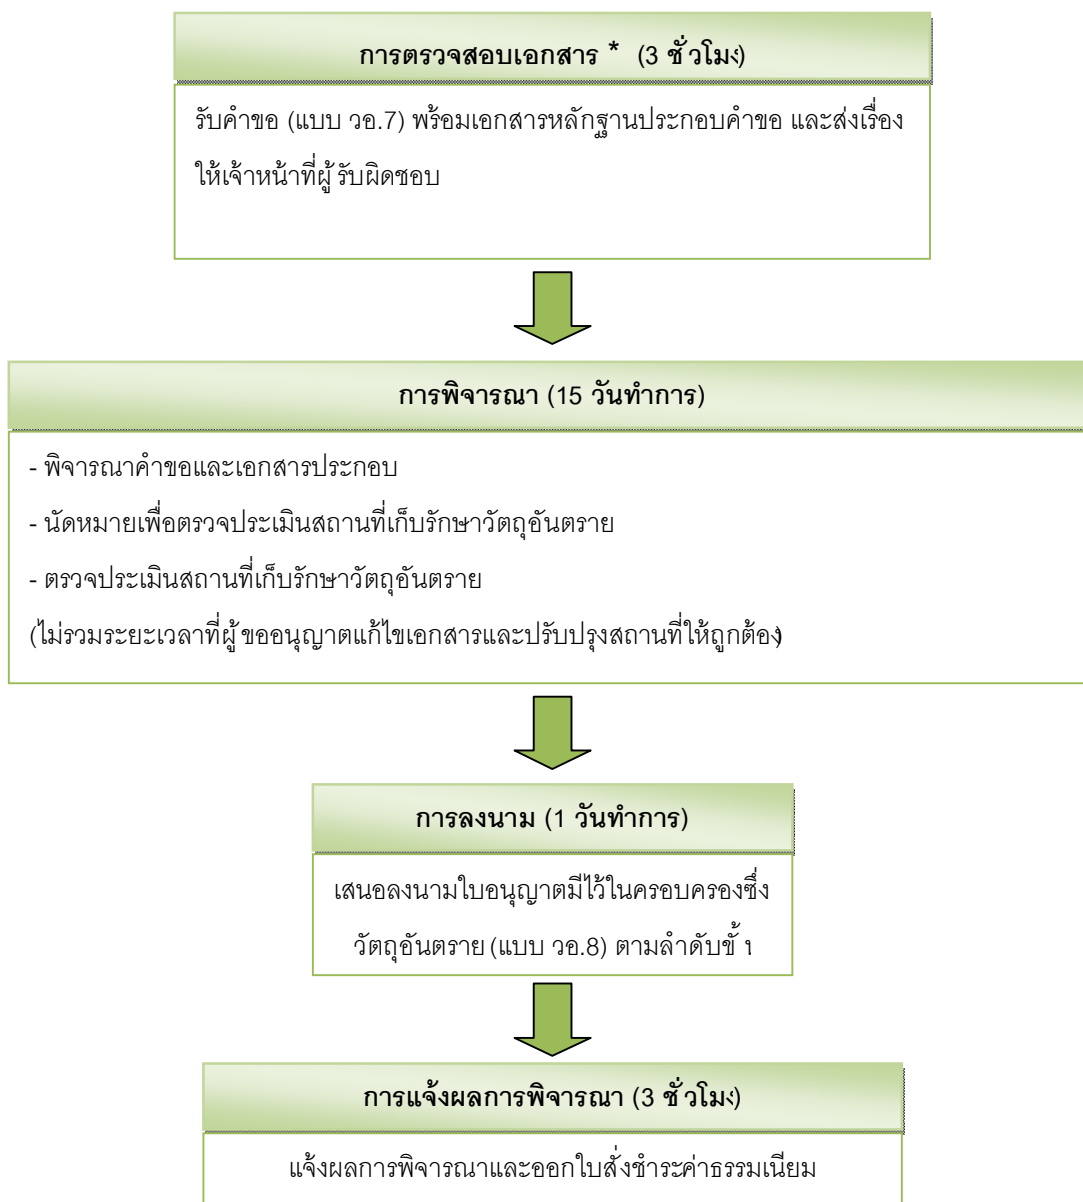 การตรวจสอบเอกสาร * (3 ชั่วโมง)
รับคำขอ (แบบ วอ.7) พร้อมเอกสารหลักฐานประกอบคำขอ และส่งเรื่อง
ให้เจ้าหน้าที่ผู้รับผิดชอบ
การพิจารณา (15 วันทำการ)
- พิจารณาคำขอและเอกสารประกอบ
- นัดหมายเพื่อตรวจประเมินสถานที่เก็บรักษาวัตถุอันตราย
- ตรวจประเมินสถานที่เก็บรักษาวัตถุอันตราย
(ไม่รวมระยะเวลาที่ผู้ขออนุญาตแก้ไขเอกสารและปรับปรุงสถานที่ให้ถูกต้อง)
การลงนาม (1 วันทำการ)
เสนอลงนามใบอนุญาตมีไว้ในครอบครองซึ่ง
วัตถุอันตราย (แบบ วอ.8) ตามลำดับขั้น
การแจ้งผลการพิจารณา (3 ชั่วโมง)
แจ้งผลการพิจารณาและออกใบสั่งชำระค่าธรรมเนียม